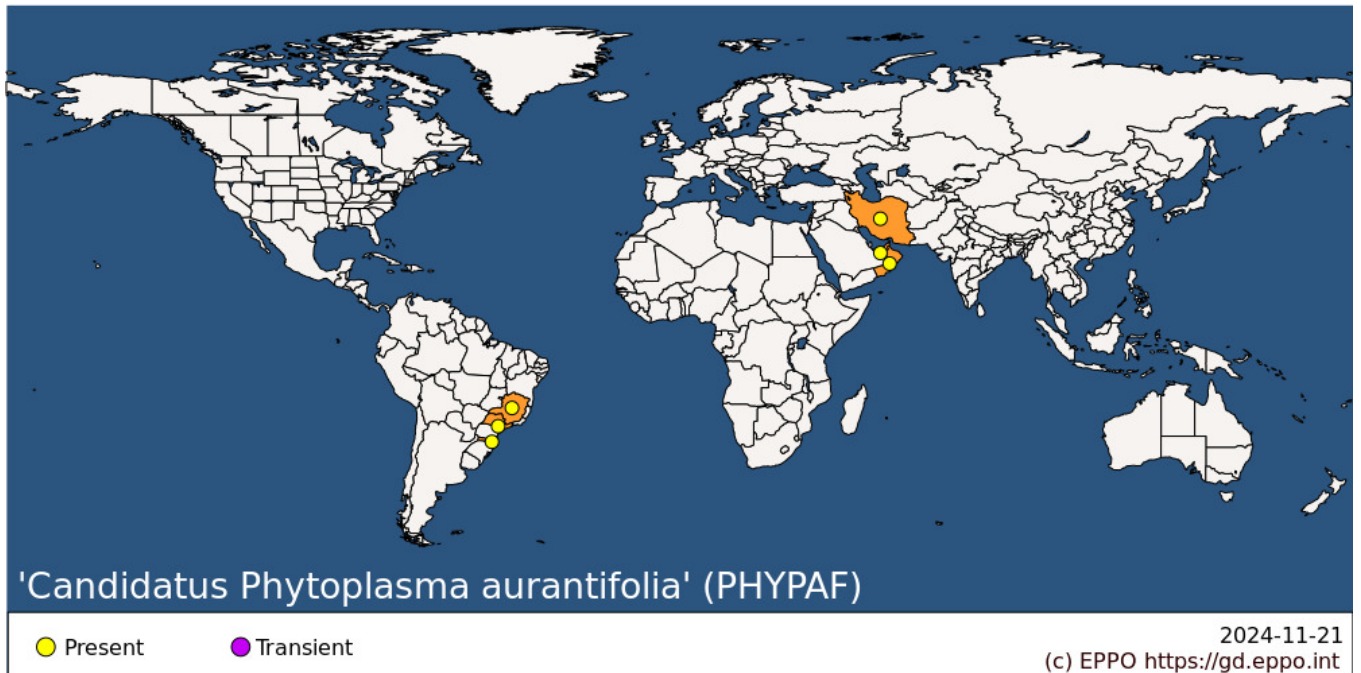 'Candidatus Phytoplasma aurantifolia' (PHYPAF)
Present
Transient
2024-11-21
(c) EPPO https://gd.eppo.int